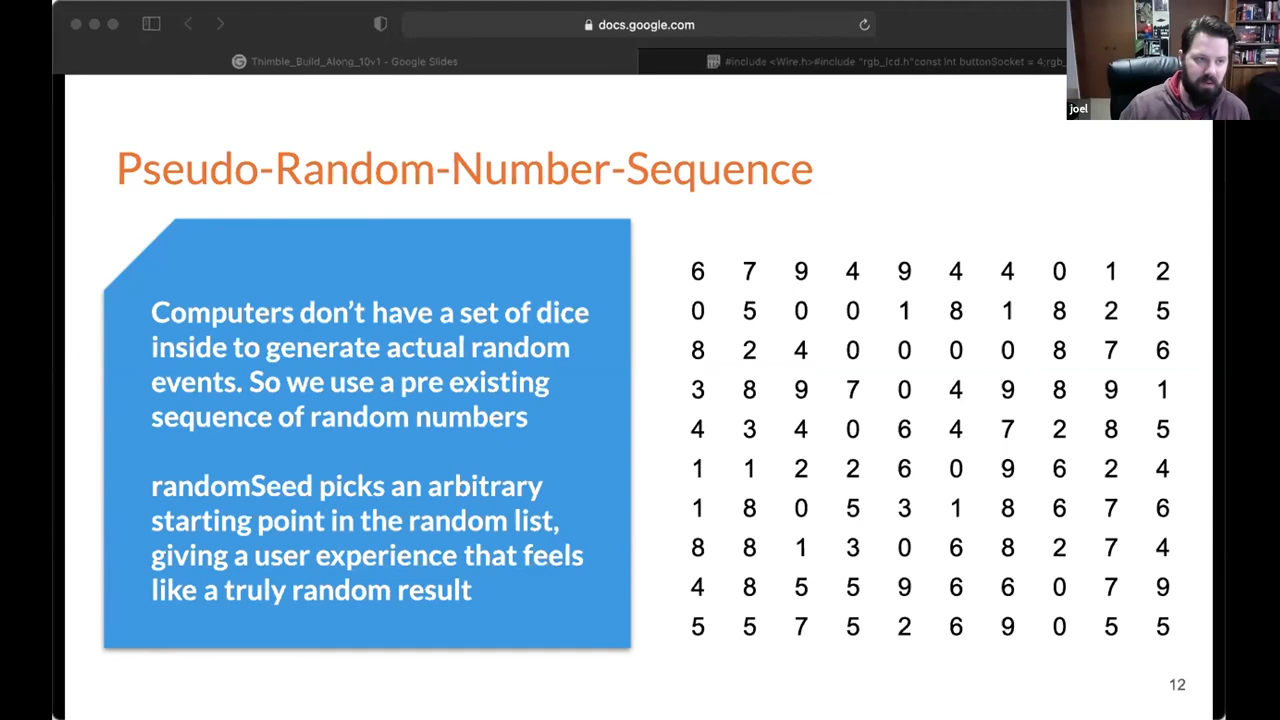 docs.google.com
Thimble_Build_Along_10v1 - Google Slides
#include <Wire.h>#include "rgb_lcd.h"const int buttonSocket = 4;rgb_
joel
Pseudo-Random-Number-Sequence
Computers don’t have a set of dice
inside to generate actual random
events. So we use a pre existing
sequence of random numbers
randomSeed picks an arbitrary
starting point in the random list,
giving a user experience that feels
like a truly random result
6 7 9 4 9 4 4 0 1 2
0 5 0 0 1 8 1 8 2 5
8 2 4 0 0 0 0 8 7 6
3 8 9 7 0 4 9 8 9 1
4 3 4 0 6 4 7 2 8 5
1 1 2 2 6 0 9 6 2 4
1 8 0 5 3 1 8 6 7 6
8 8 1 3 0 6 8 2 7 4
4 8 5 5 9 6 6 0 7 9
5 5 7 5 2 6 9 0 5 5
12